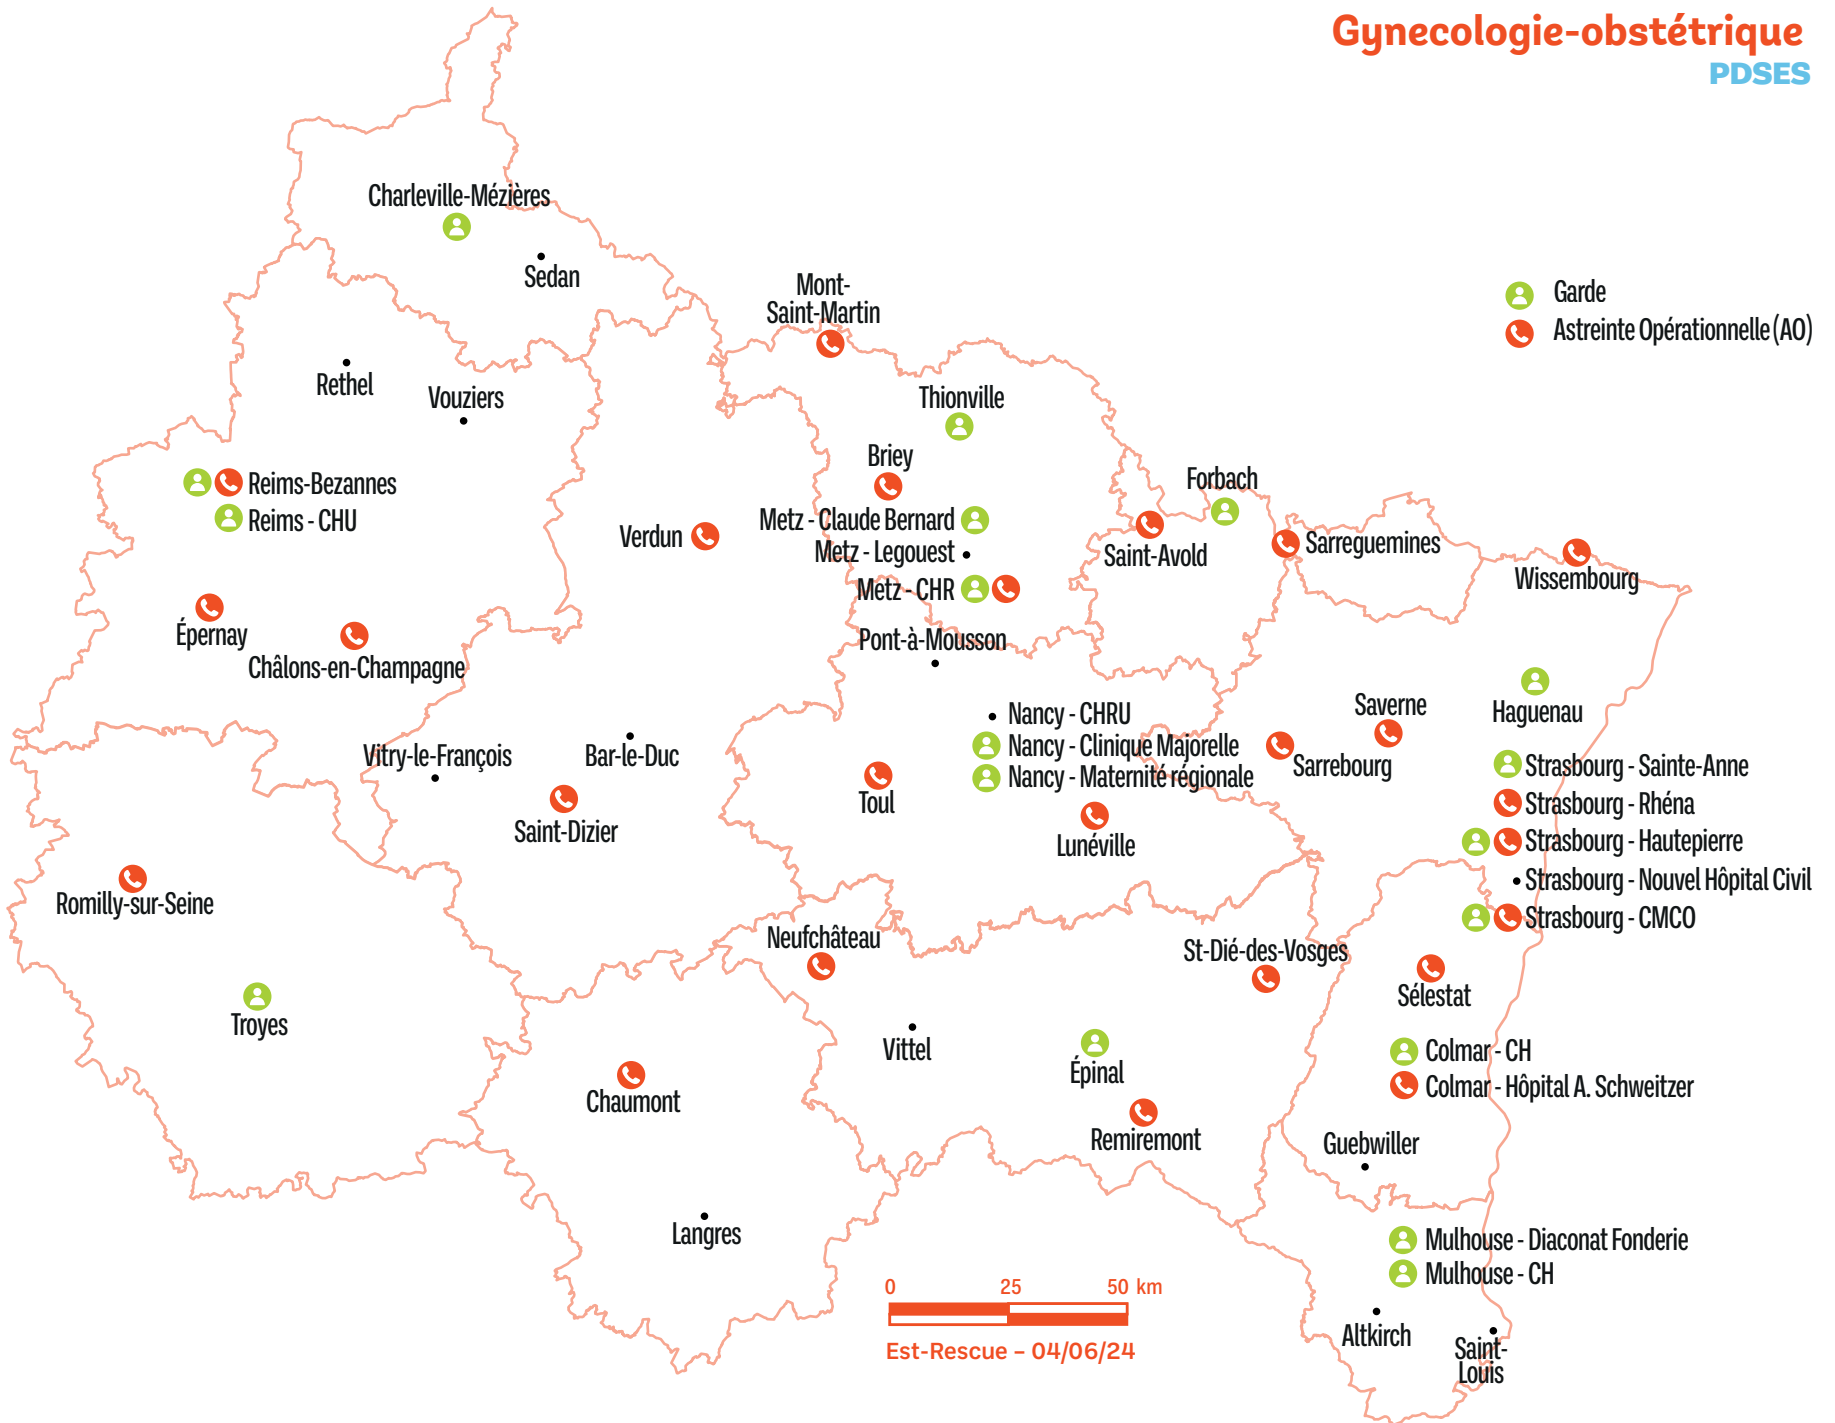 Gynecologie-obstétrique
PDSES
Charleville-Mézières
Sedan
Mont-
Saint-Martin
Garde
Astreinte Opérationnelle (AO)
Rethel
Vouziers
Thionville
Briey
Forbach
Reims-Bezannes
Reims - CHU
Verdun
Metz - Claude Bernard
Metz - Legouest
Metz - CHR
Saint-Avold
Sarreguemines
Wissembourg
Épernay
Châlons-en-Champagne
Pont-à-Mousson
Nancy - CHRU
Nancy - Clinique Majorelle
Nancy - Maternité régionale
Saverne
Haguenau
Vitry-le-François
Bar-le-Duc
Sarrebourg
Strasbourg - Sainte-Anne
Strasbourg - Rhéna
Strasbourg - Hautepierre
Strasbourg - Nouvel Hôpital Civil
Strasbourg - CMCO
Saint-Dizier
Toul
Lunéville
Romilly-sur-Seine
Neufchâteau
St-Dié-des-Vosges
Sélestat
Troyes
Vittel
Épinal
Colmar - CH
Colmar - Hôpital A. Schweitzer
Chaumont
Remiremont
Guebwiller
Langres
Mulhouse - Diaconat Fonderie
Mulhouse - CH
0 25 50 km
Est-Rescue – 04/06/24
Altkirch
Saint-
Louis